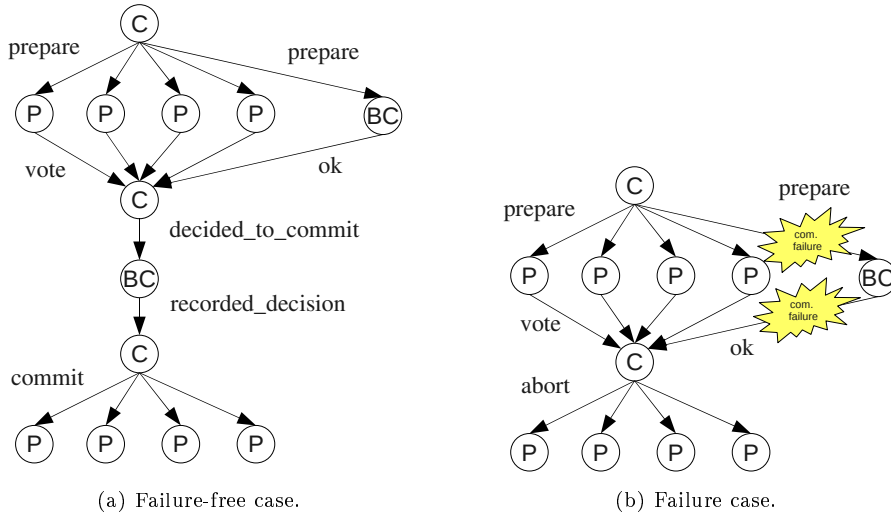 C
prepare
prepare
P P P P BC
vote
ok
C
decided_to_commit
BC
recorded_decision
C
commit
P P P P
(a) Failure-free case.
C
prepare
prepare
com.
failure
P P P P BC
com.
failure
vote
ok
C
abort
P P P P
(b) Failure case.